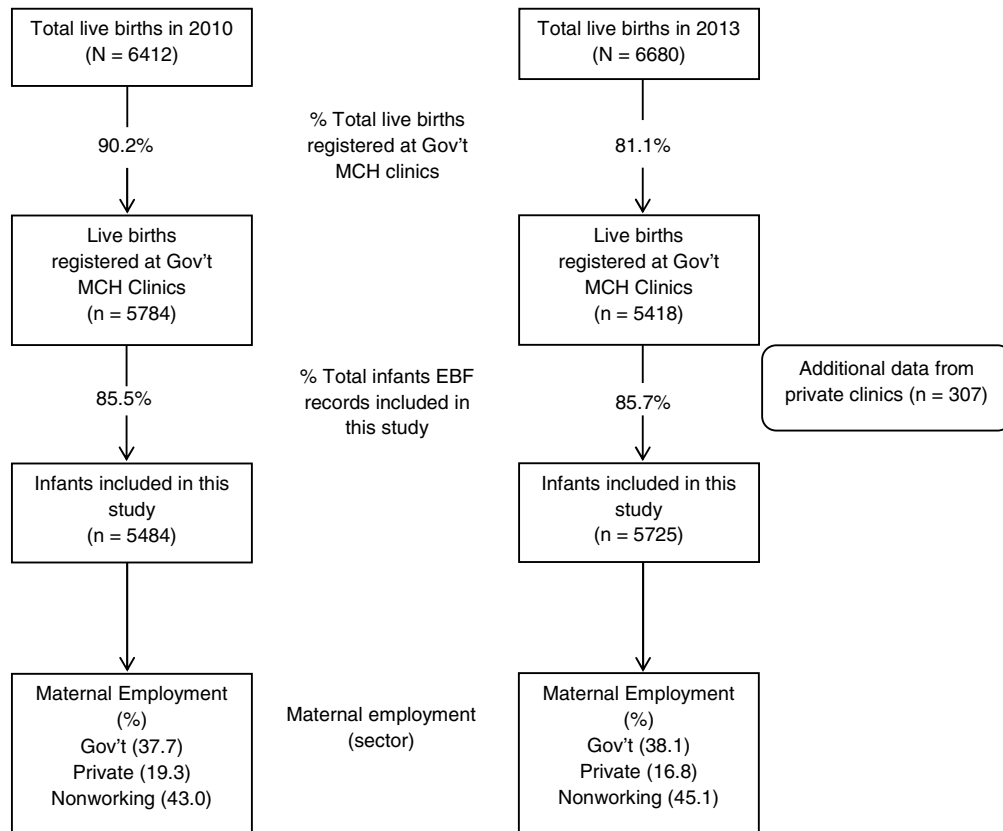 Total live births in 2010
(N = 6412)
Total live births in 2013
(N = 6680)
% Total live births
registered at Gov't
MCH clinics
90.2%
81.1%
Live births
registered at Gov't
MCH Clinics
(n = 5784)
Live births
registered at Gov't
MCH Clinics
(n = 5418)
Additional data from
private clinics (n = 307)
% Total infants EBF
records included in
this study
85.5%
85.7%
Infants included in this
study
(n = 5484)
Infants included in this
study
(n = 5725)
Maternal Employment
(%)
Gov't (37.7)
Private (19.3)
Nonworking (43.0)
Maternal employment
(sector)
Maternal Employment
(%)
Gov't (38.1)
Private (16.8)
Nonworking (45.1)